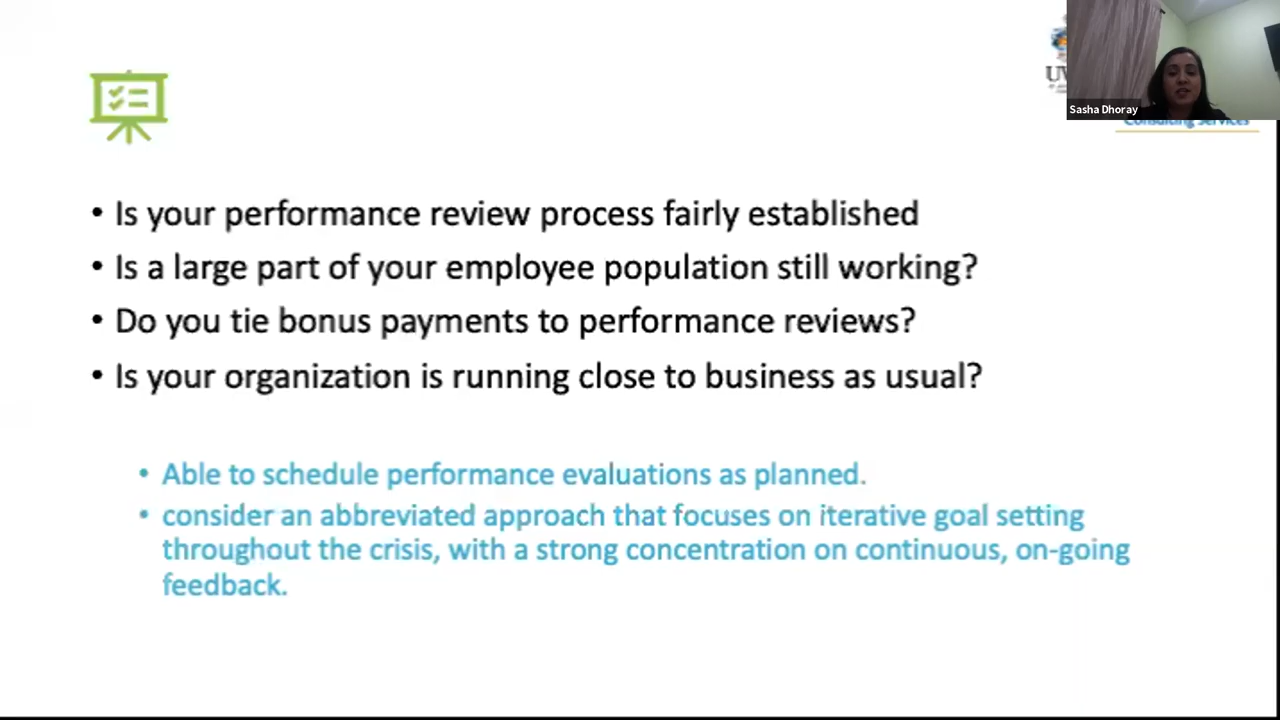 Sasha Dhoray
Consulting Services
• Is your performance review process fairly established
• Is a large part of your employee population still working?
• Do you tie bonus payments to performance reviews?
• Is your organization is running close to business as usual?
• Able to schedule performance evaluations as planned.
• consider an abbreviated approach that focuses on iterative goal setting
throughout the crisis, with a strong concentration on continuous, on-going
feedback.